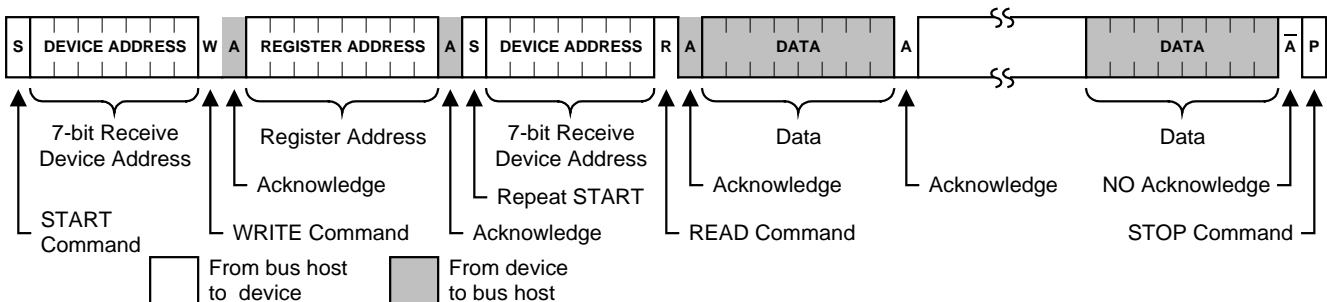 S DEVICE ADDRESS W A REGISTER ADDRESS A S DEVICE ADDRESS R A DATA A DATA A̅ P
7-bit Receive
Device Address
Register Address
7-bit Receive
Device Address
Data
Data
Acknowledge
Repeat START
Acknowledge
Acknowledge
NO Acknowledge
START
Command
WRITE Command
Acknowledge
READ Command
STOP Command
From bus host
to device
From device
to bus host